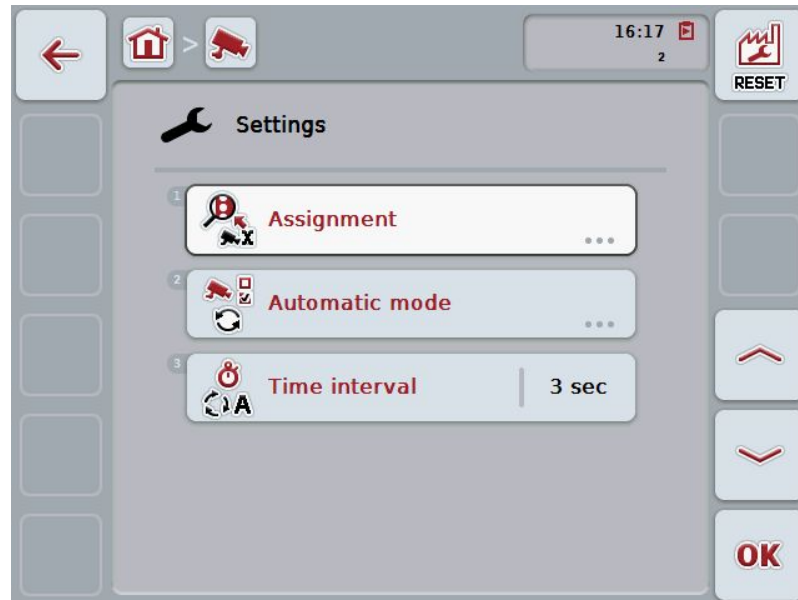 16:17
2
RESET
Settings
1
Assignment
X
2
Automatic mode
3
Time interval
3 sec
A
OK